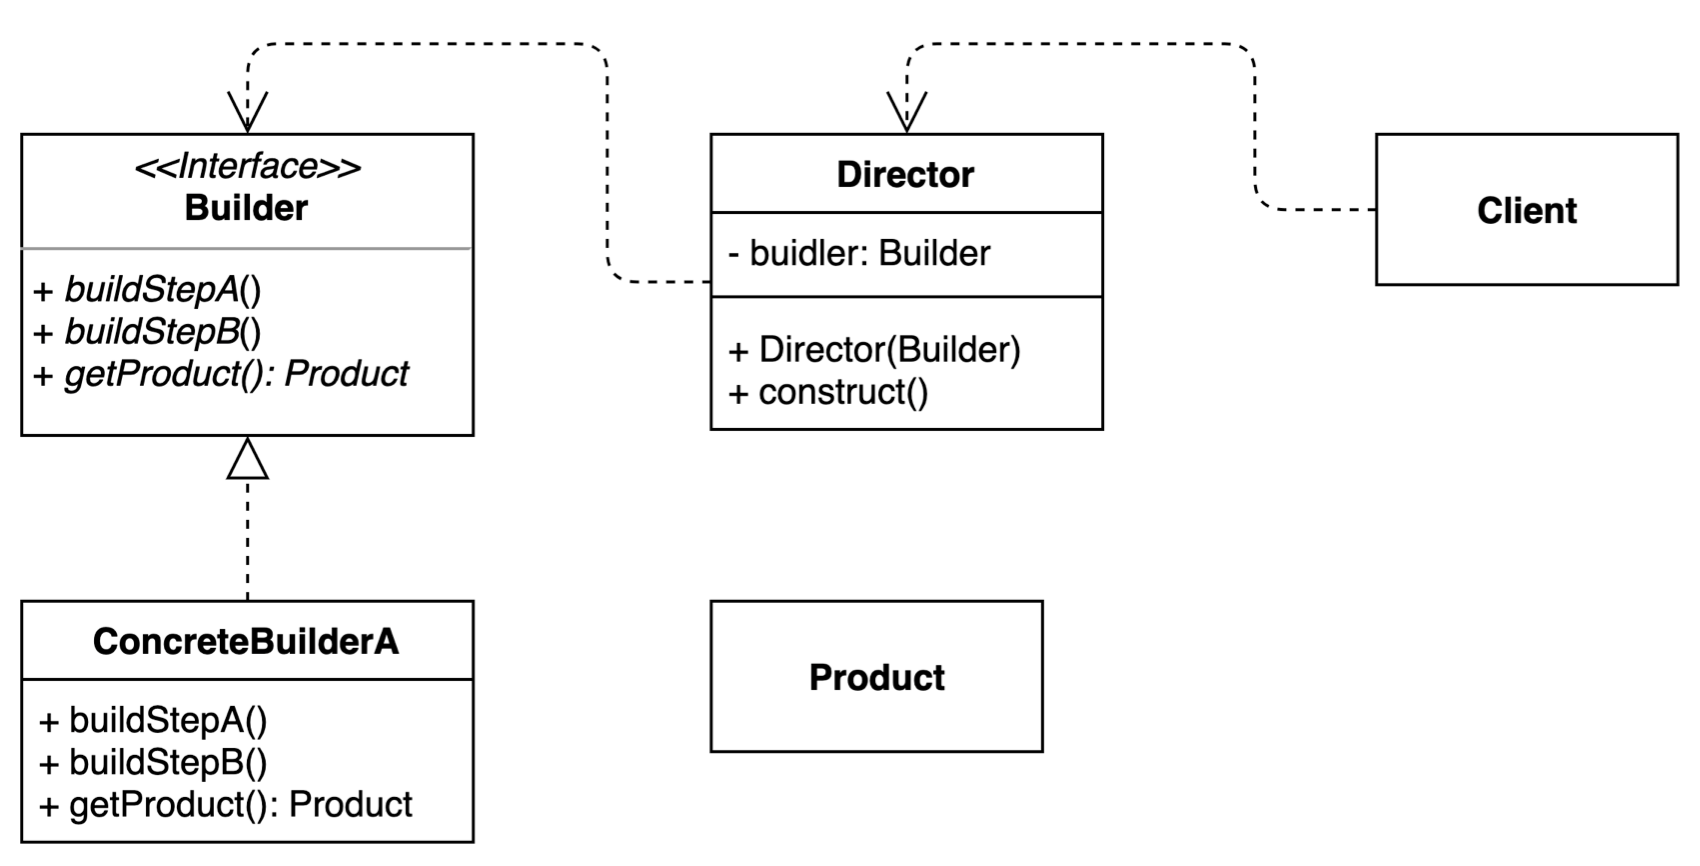 <<Interface>>
Builder
+ buildStepA()
+ buildStepB()
+ getProduct(): Product
Director
- buidler: Builder
+ Director(Builder)
+ construct()
Client
ConcreteBuilderA
+ buildStepA()
+ buildStepB()
+ getProduct(): Product
Product